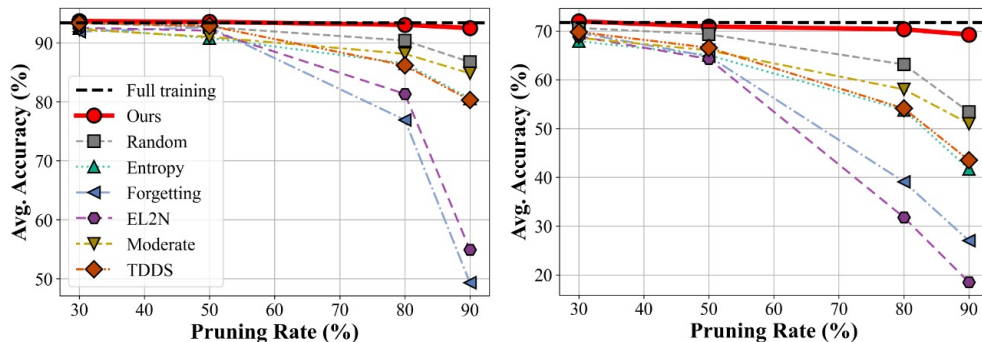 Avg. Accuracy (%)
90
80
70
60
50
Full training
Ours
Random
Entropy
Forgetting
EL2N
Moderate
TDDS
30 40 50 60 70 80 90
Pruning Rate (%)
Avg. Accuracy (%)
70
60
50
40
30
20
30 40 50 60 70 80 90
Pruning Rate (%)